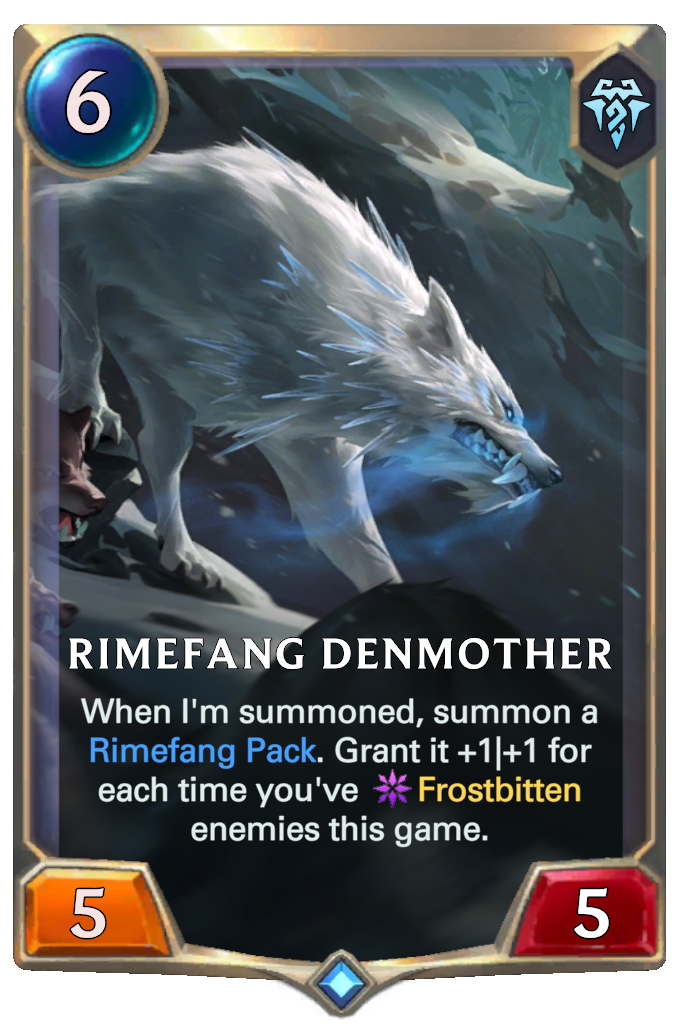 6
RIMEFANG DENMOTHER
When I'm summoned, summon a
Rimefang Pack. Grant it +1|+1 for
each time you've Frostbitten
enemies this game.
5
5